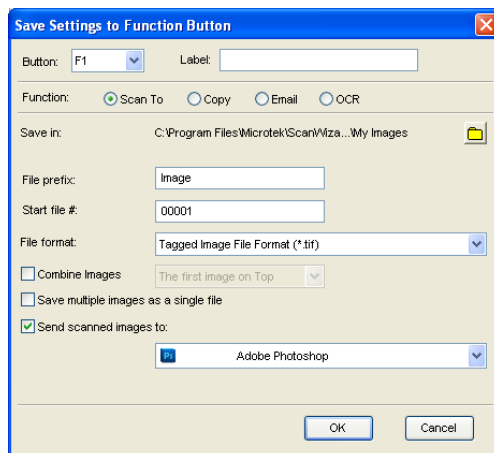 Save Settings to Function Button
Button: F1 Label:
Function: Scan To Copy Email OCR
Save in: C:\Program Files\Microtek\ScanWiza...\My Images
File prefix: Image
Start file #: 00001
File format: Tagged Image File Format (*.tif)
Combine Images The first image on Top
Save multiple images as a single file
Send scanned images to:
Ps Adobe Photoshop
OK Cancel